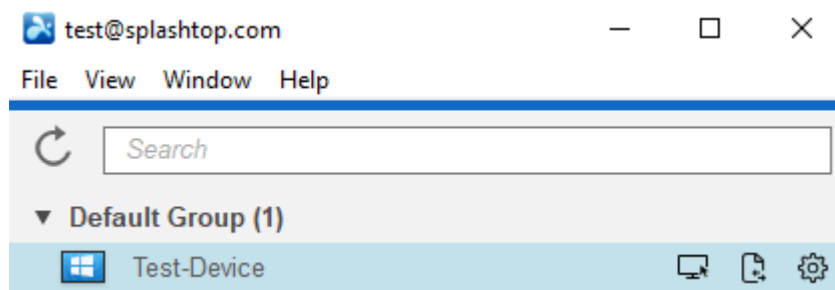 test@splashtop.com
File View Window Help
Search
Default Group (1)
Test-Device